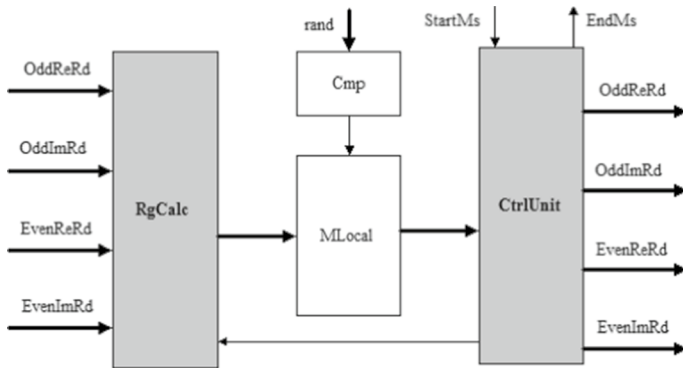 rand
StartMs
EndMs
OddReRd
OddImRd
EvenReRd
EvenImRd
RgCalc
Cmp
MLocal
CtrlUnit
OddReRd
OddImRd
EvenReRd
EvenImRd